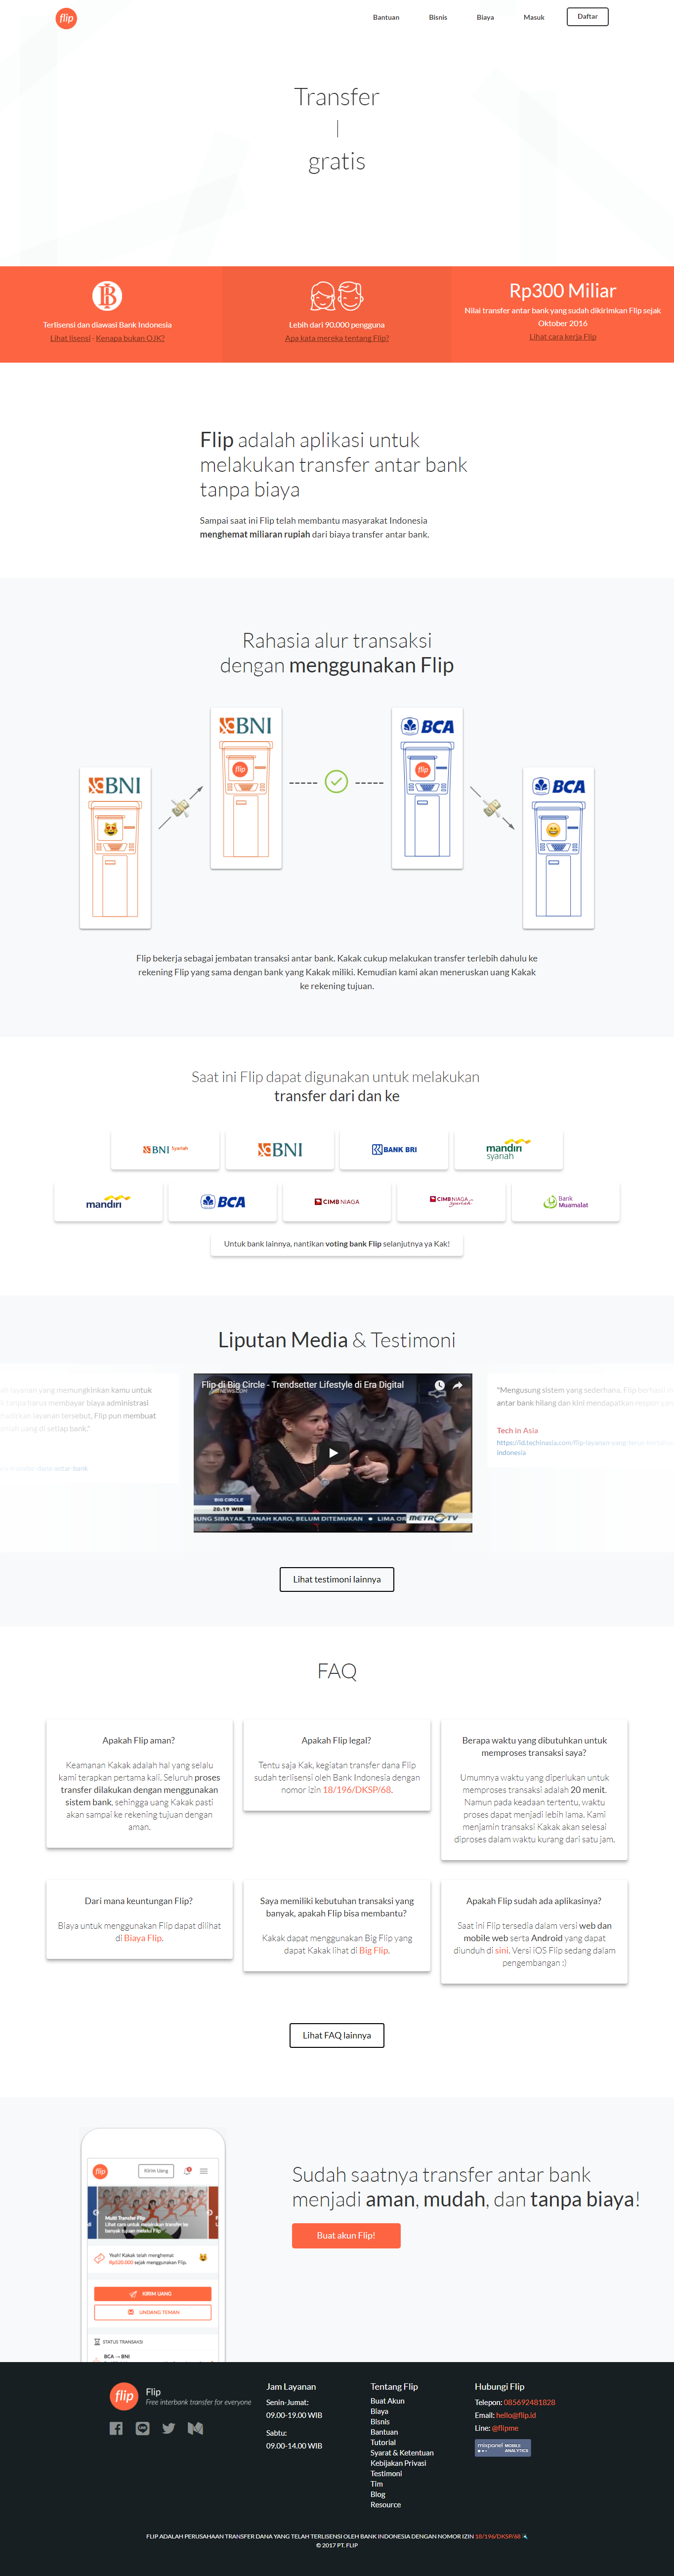 flip
Bantuan
Bisnis
Biaya
Masuk
Daftar
Transfer
gratis
Terlisensi dan diawasi Bank Indonesia
Lihat lisensi - Kenapa bukan OJK?
Lebih dari 90.000 pengguna
Apa kata mereka tentang Flip?
Rp300 Miliar
Nilai transfer antar bank yang sudah dikirimkan Flip sejak
Oktober 2016
Lihat cara kerja Flip
Flip adalah aplikasi untuk
melakukan transfer antar bank
tanpa biaya
Sampai saat ini Flip telah membantu masyarakat Indonesia
menghemat miliaran rupiah dari biaya transfer antar bank.
Rahasia alur transaksi
dengan menggunakan Flip
BNI
BNI
flip
BCA
flip
BCA
Flip bekerja sebagai jembatan transaksi antar bank. Kakak cukup melakukan transfer terlebih dahulu ke
rekening Flip yang sama dengan bank yang Kakak miliki. Kemudian kami akan meneruskan uang Kakak
ke rekening tujuan.
Saat ini Flip dapat digunakan untuk melakukan
transfer dari dan ke
BNI Syariah
BNI
BANK BRI
mandiri
syariah
mandiri
BCA
CIMB NIAGA
CIMB NIAGA
Syariah
Bank
Muamalat
Untuk bank lainnya, nantikan voting bank Flip selanjutnya ya Kak!
Liputan Media & Testimoni
layanan yang memungkinkan kamu untuk
tanpa harus membayar biaya administrasi
layanan tersebut, Flip pun membuat
uang di setiap bank."
dana-antar-bank
Flip di Big Circle - Trendsetter Lifestyle di Era Digital
BIG CIRCLE
20:19 WIB
NUNG SIBAYAK, TANAH KARO, BELUM DITEMUKAN
LIMA OR
METRO TV
"Mengusung sistem yang sederhana, Flip
antar bank hilang dan kini mendapatkan respon
Tech in Asia
https://id.techinasia.com/flip-layanan-yang-
indonesia
Lihat testimoni lainnya
FAQ
Apakah Flip aman?
Keamanan Kakak adalah hal yang selalu
kami terapkan pertama kali. Seluruh proses
transfer dilakukan dengan menggunakan
sistem bank, sehingga uang Kakak pasti
akan sampai ke rekening tujuan dengan
aman.
Apakah Flip legal?
Tentu saja Kak, kegiatan transfer dana Flip
sudah terlisensi oleh Bank Indonesia dengan
nomor izin 18/196/DKSP/68.
Berapa waktu yang dibutuhkan untuk
memproses transaksi saya?
Umumnya waktu yang diperlukan untuk
memproses transaksi adalah 20 menit.
Namun pada keadaan tertentu, waktu
proses dapat menjadi lebih lama. Kami
menjamin transaksi Kakak akan selesai
diproses dalam waktu kurang dari satu jam.
Dari mana keuntungan Flip?
Biaya untuk menggunakan Flip dapat dilihat
di Biaya Flip.
Saya memiliki kebutuhan transaksi yang
banyak, apakah Flip bisa membantu?
Kakak dapat menggunakan Big Flip yang
dapat Kakak lihat di Big Flip.
Apakah Flip sudah ada aplikasinya?
Saat ini Flip tersedia dalam versi web dan
mobile web serta Android yang dapat
diunduh di sini. Versi iOS Flip sedang dalam
pengembangan :)
Lihat FAQ lainnya
flip
Kirim Uang
Multi Transfer Flip
Lihat cara untuk melakukan transfer ke
banyak tujuan melalui Flip
Yeah! Kakak telah menghemat
Rp520.000 sejak menggunakan Flip.
KIRIM UANG
UNDANG TEMAN
STATUS TRANSAKSI
BCA → BNI
Sudah saatnya transfer antar bank
menjadi aman, mudah, dan tanpa biaya!
Buat akun Flip!
flip
Flip
Free interbank transfer for everyone
Jam Layanan
Senin-Jumat:
09.00-19.00 WIB
Sabtu:
09.00-14.00 WIB
Tentang Flip
Buat Akun
Biaya
Bisnis
Bantuan
Tutorial
Syarat & Ketentuan
Kebijakan Privasi
Testimoni
Tim
Blog
Resource
Hubungi Flip
Telepon: 085692481828
Email: hello@flip.id
Line: @flipme
mixpanel MOBILE
ANALYTICS
FLIP ADALAH PERUSAHAAN TRANSFER DANA YANG TELAH TERLISENSI OLEH BANK INDONESIA DENGAN NOMOR IZIN 18/196/DKSP/68
© 2017 PT. FLIP